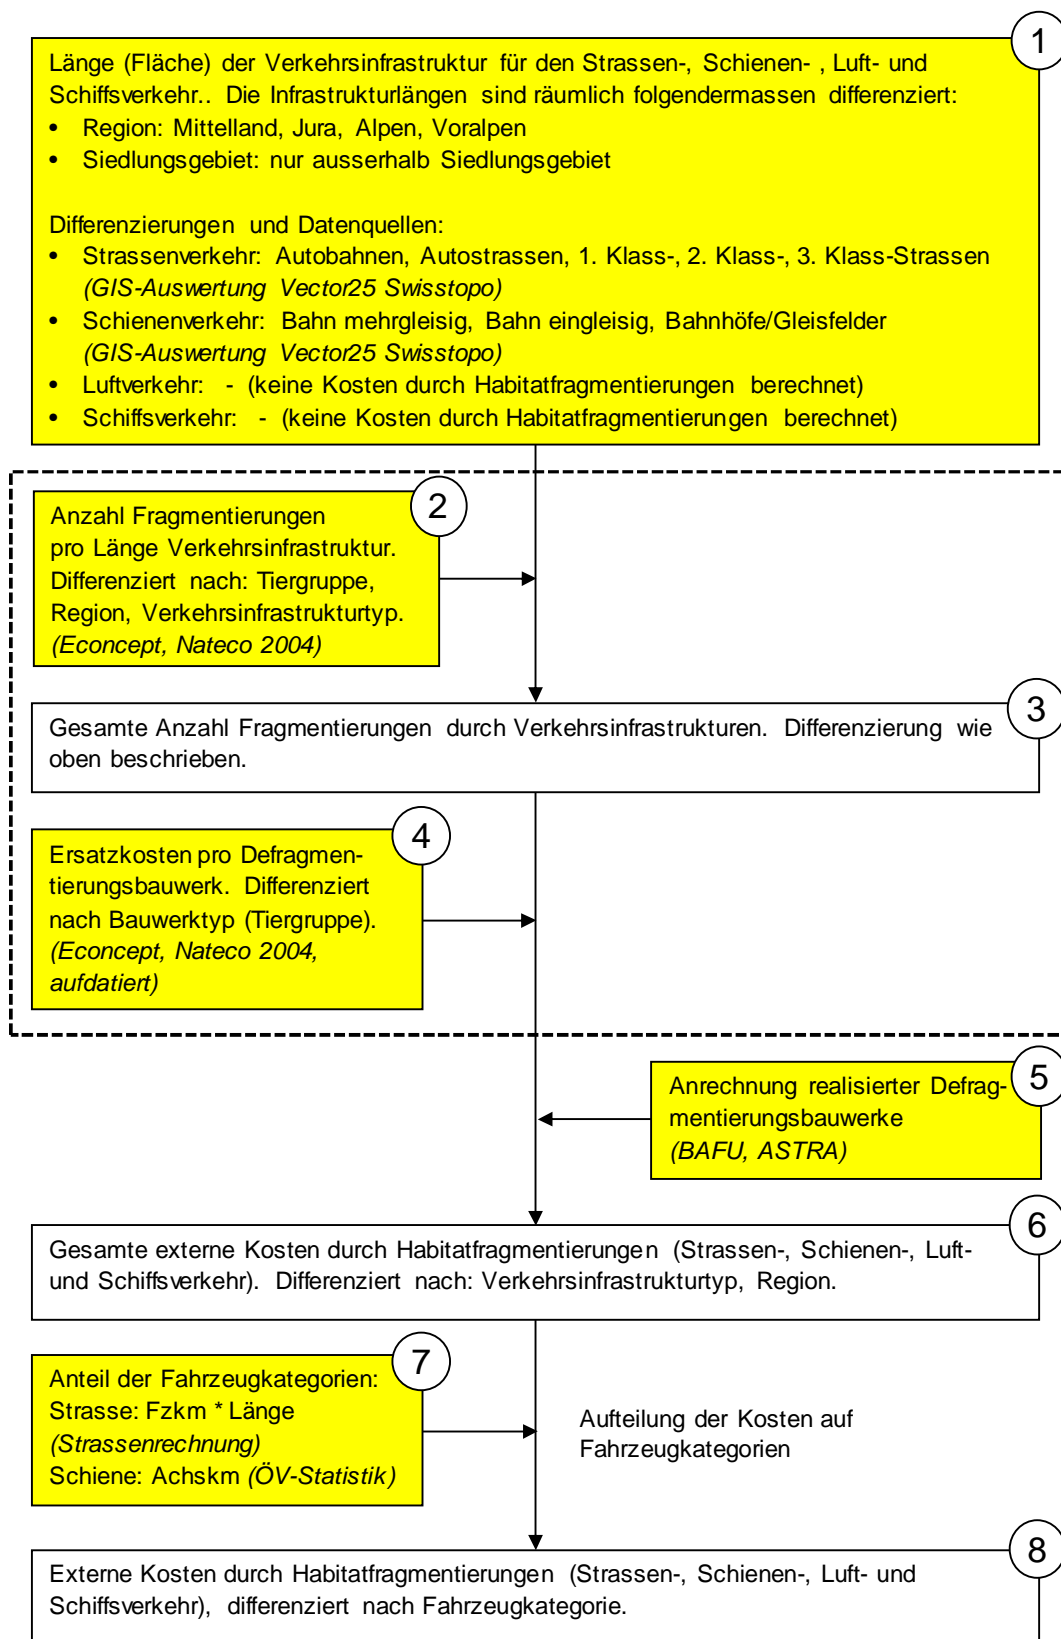 1
Länge (Fläche) der Verkehrsinfrastruktur für den Strassen-, Schienen- , Luft- und
Schiffsverkehr.. Die Infrastrukturlängen sind räumlich folgendermassen differenziert:
• Region: Mittelland, Jura, Alpen, Voralpen
• Siedlungsgebiet: nur ausserhalb Siedlungsgebiet
Differenzierungen und Datenquellen:
• Strassenverkehr: Autobahnen, Autostrassen, 1. Klass-, 2. Klass-, 3. Klass-Strassen
(GIS-Auswertung Vector25 Swisstopo)
• Schienenverkehr: Bahn mehrgleisig, Bahn eingleisig, Bahnhöfe/Gleisfelder
(GIS-Auswertung Vector25 Swisstopo)
• Luftverkehr: - (keine Kosten durch Habitatfragmentierungen berechnet)
• Schiffsverkehr: - (keine Kosten durch Habitatfragmentierungen berechnet)
2
Anzahl Fragmentierungen
pro Länge Verkehrsinfrastruktur.
Differenziert nach: Tiergruppe,
Region, Verkehrsinfrastrukturtyp.
(Econcept, Nateco 2004)
3
Gesamte Anzahl Fragmentierungen durch Verkehrsinfrastrukturen. Differenzierung wie
oben beschrieben.
4
Ersatzkosten pro Defragmen-
tierungsbauwerk. Differenziert
nach Bauwerktyp (Tiergruppe).
(Econcept, Nateco 2004,
aufdatiert)
5
Anrechnung realisierter Defrag-
mentierungsbauwerke
(BAFU, ASTRA)
6
Gesamte externe Kosten durch Habitatfragmentierungen (Strassen-, Schienen-, Luft-
und Schiffsverkehr). Differenziert nach: Verkehrsinfrastrukturtyp, Region.
7
Anteil der Fahrzeugkategorien:
Strasse: Fzkm * Länge
(Strassenrechnung)
Schiene: Achskm (ÖV-Statistik)
Aufteilung der Kosten auf
Fahrzeugkategorien
8
Externe Kosten durch Habitatfragmentierungen (Strassen-, Schienen-, Luft- und
Schiffsverkehr), differenziert nach Fahrzeugkategorie.